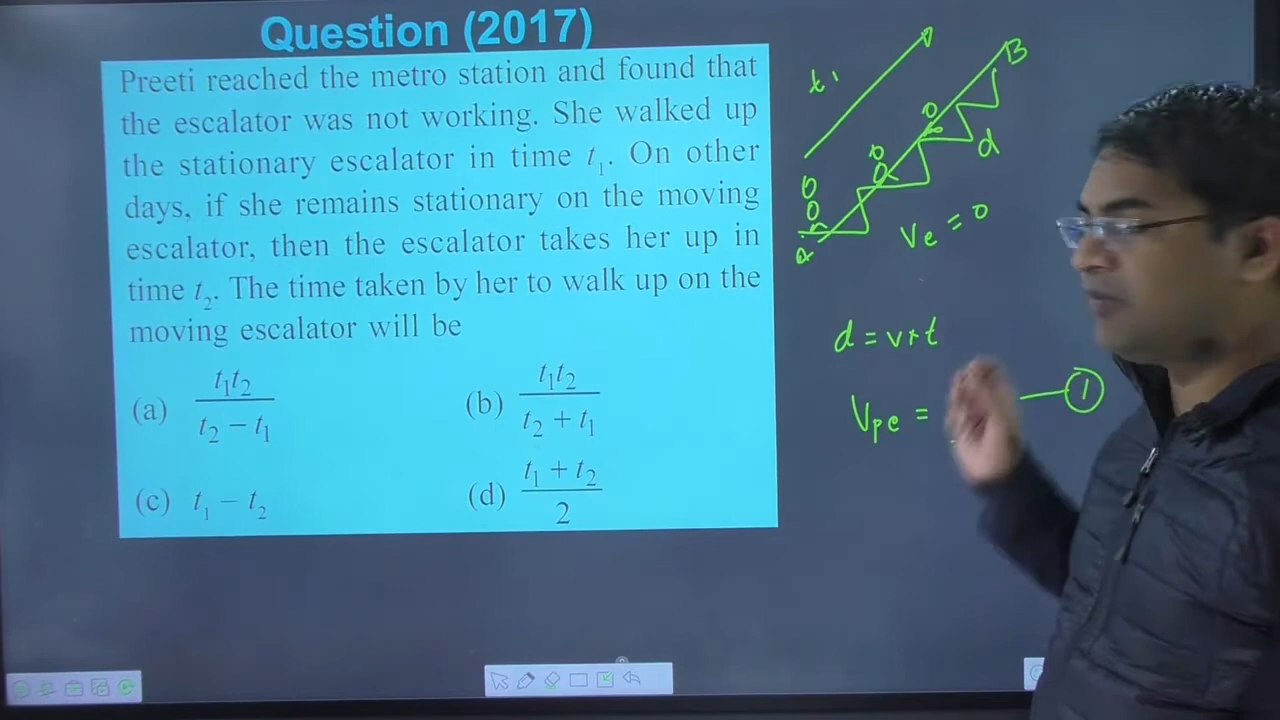 Question (2017)
Preeti reached the metro station and found that
the escalator was not working. She walked up
the stationary escalator in time t₁. On other
days, if she remains stationary on the moving
escalator, then the escalator takes her up in
time t₂. The time taken by her to walk up on the
moving escalator will be
(a) t₁t₂ / t₂ − t₁
(b) t₁t₂ / t₂ + t₁
(c) t₁ − t₂
(d) t₁ + t₂ / 2
t₁
B
d
A
Ve = 0
d = v × t
Vpe =
1